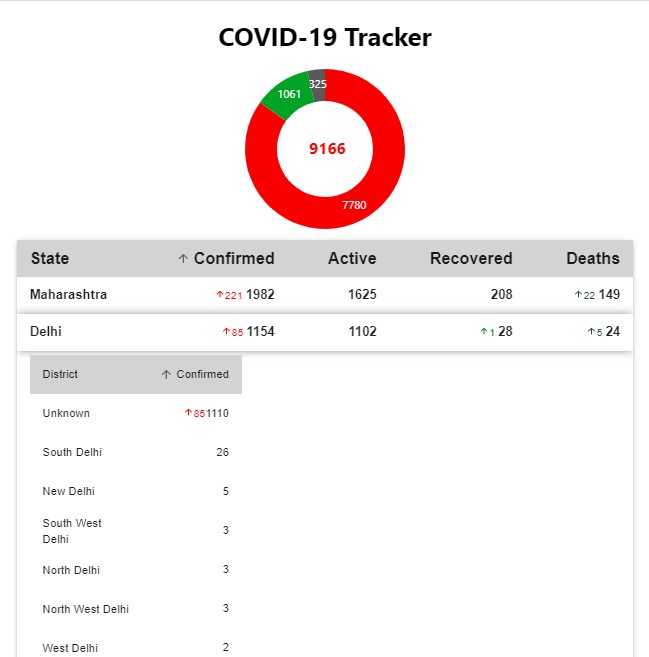 COVID-19 Tracker
325
1061
9166
7780
State ↑ Confirmed Active Recovered Deaths
Maharashtra ↑221 1982 1625 208 ↑22 149
Delhi ↑85 1154 1102 ↑1 28 ↑5 24
District ↑ Confirmed
Unknown ↑851110
South Delhi 26
New Delhi 5
South West
Delhi 3
North Delhi 3
North West Delhi 3
West Delhi 2